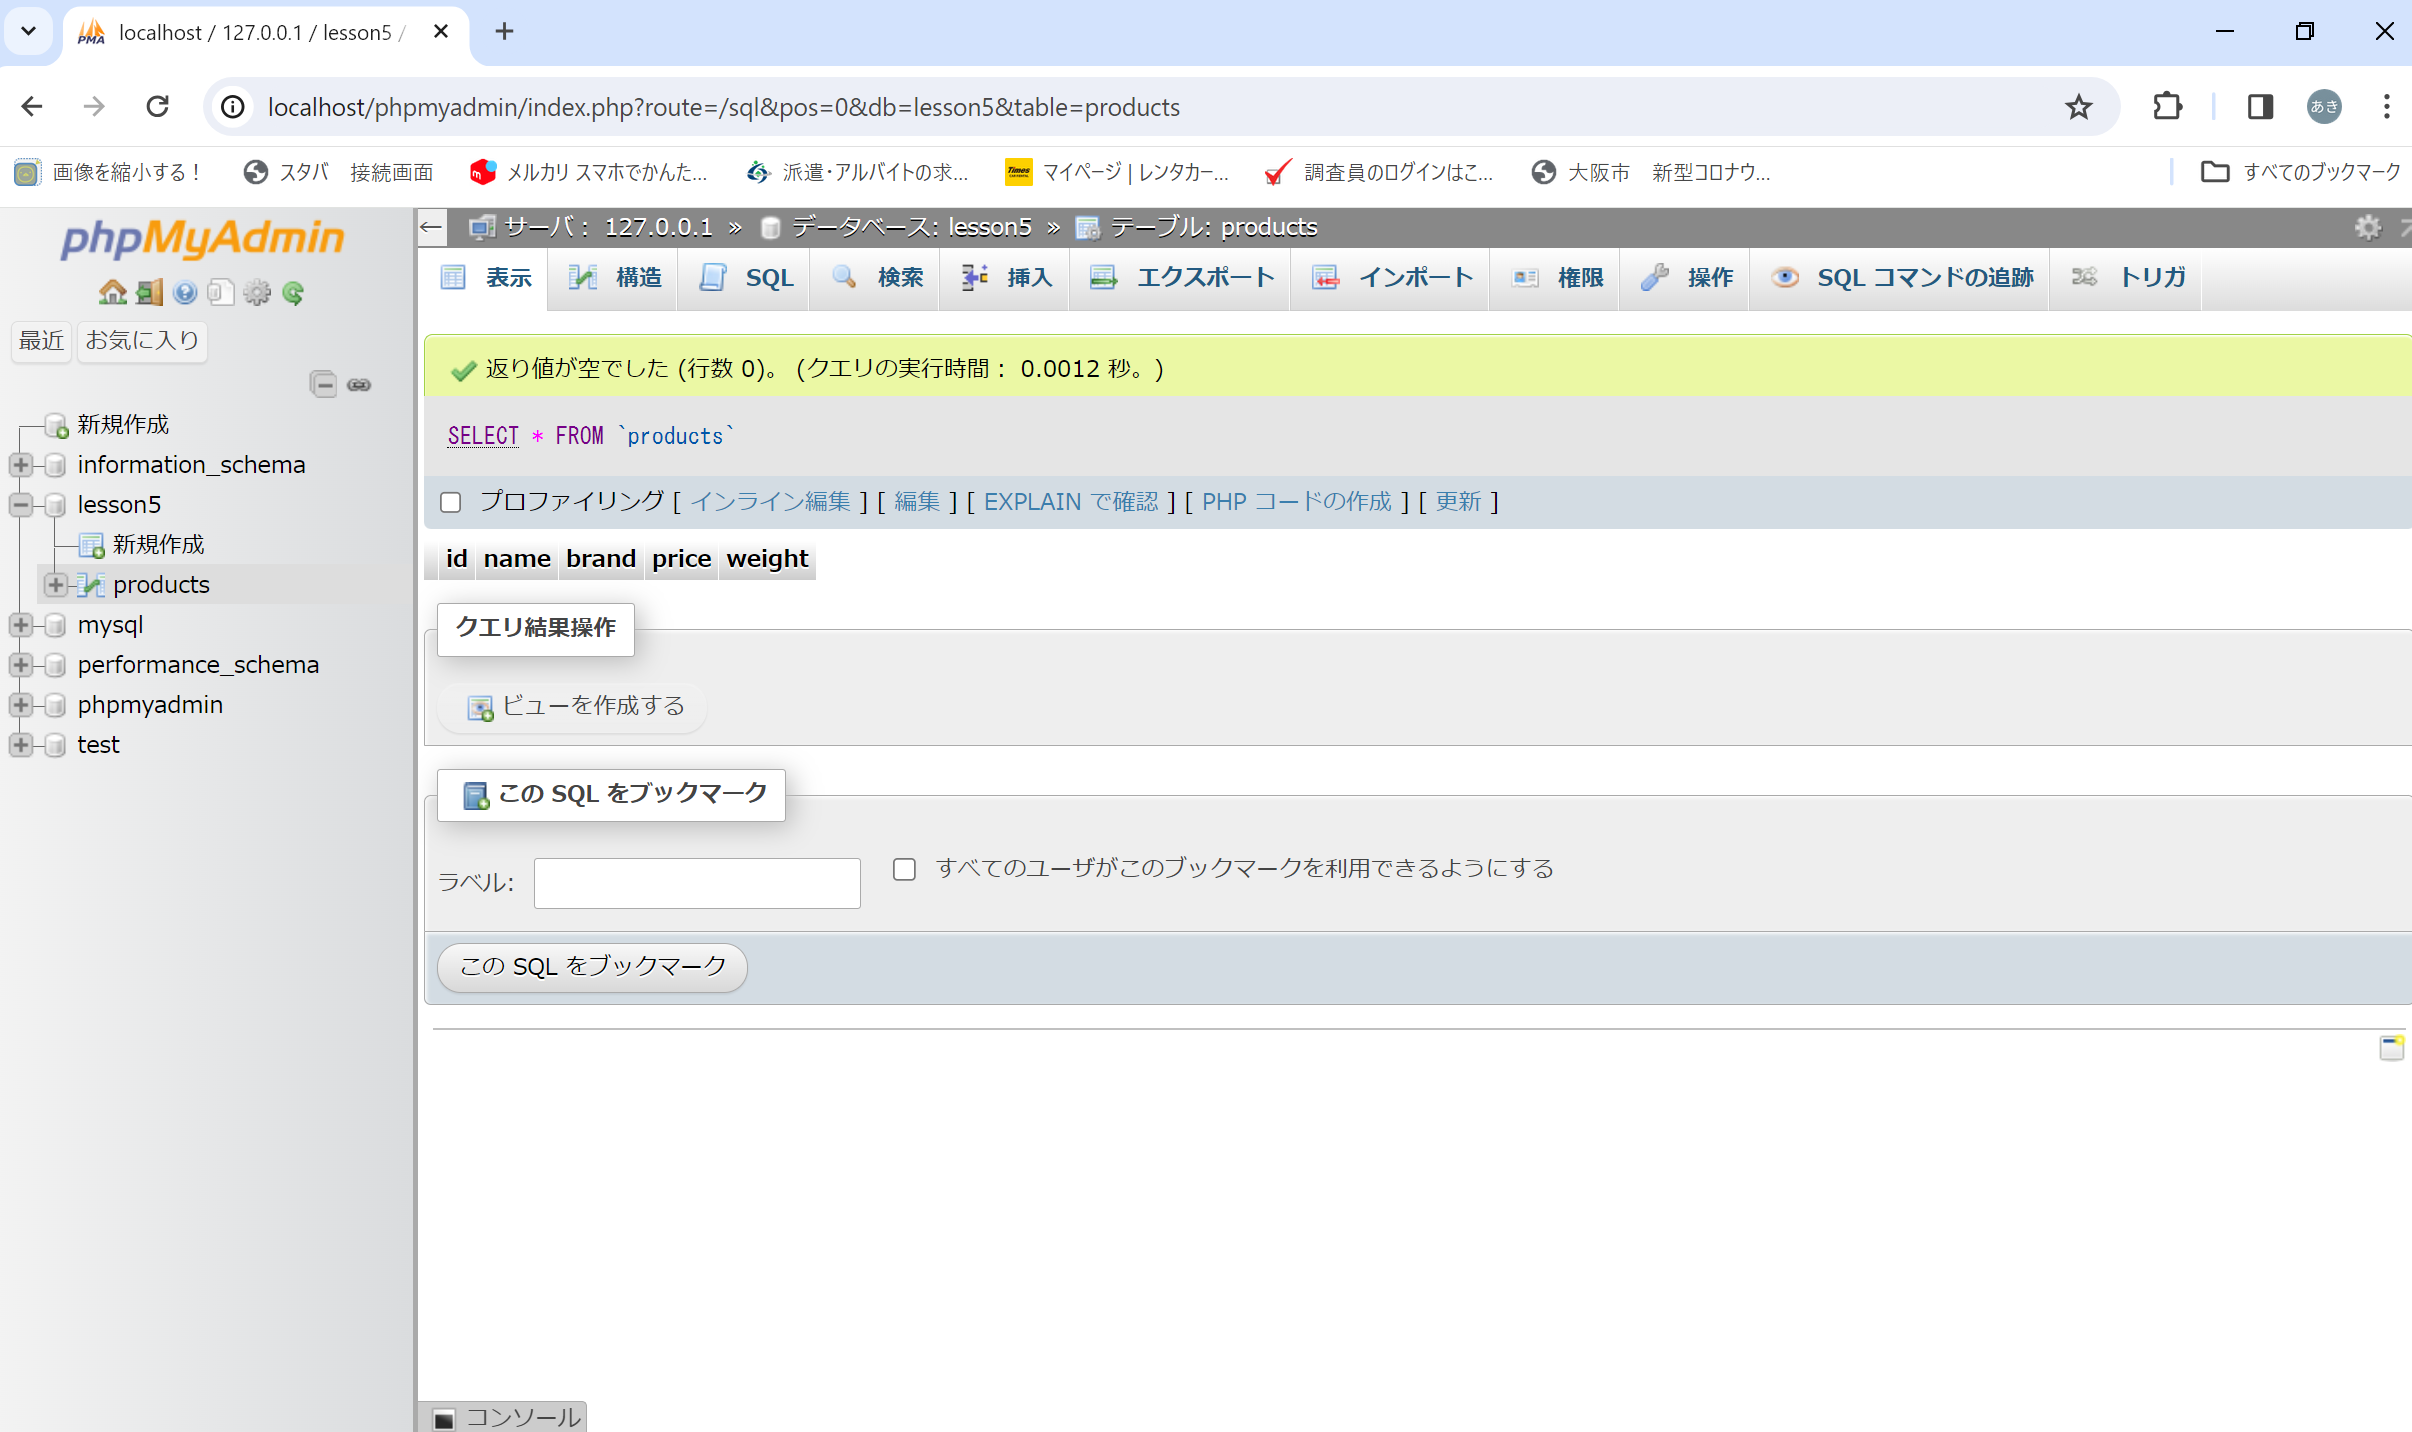 localhost / 127.0.0.1 / lesson5 /
localhost/phpmyadmin/index.php?route=/sql&pos=0&db=lesson5&table=products
あき
画像を縮小する!
スタバ 接続画面
メルカリ スマホでかんた...
派遣・アルバイトの求...
マイページ | レンタカー...
調査員のログインはこ...
大阪市 新型コロナウ...
すべてのブックマーク
phpMyAdmin
最近
お気に入り
新規作成
information_schema
lesson5
新規作成
products
mysql
performance_schema
phpmyadmin
test
サーバ: 127.0.0.1 » データベース: lesson5 » テーブル: products
表示
構造
SQL
検索
挿入
エクスポート
インポート
権限
操作
SQL コマンドの追跡
トリガ
返り値が空でした (行数 0)。 (クエリの実行時間: 0.0012 秒。)
SELECT * FROM `products`
プロファイリング [ インライン編集 ] [ 編集 ] [ EXPLAIN で確認 ] [ PHP コードの作成 ] [ 更新 ]
id name brand price weight
クエリ結果操作
ビューを作成する
この SQL をブックマーク
ラベル:
すべてのユーザがこのブックマークを利用できるようにする
この SQL をブックマーク
コンソール